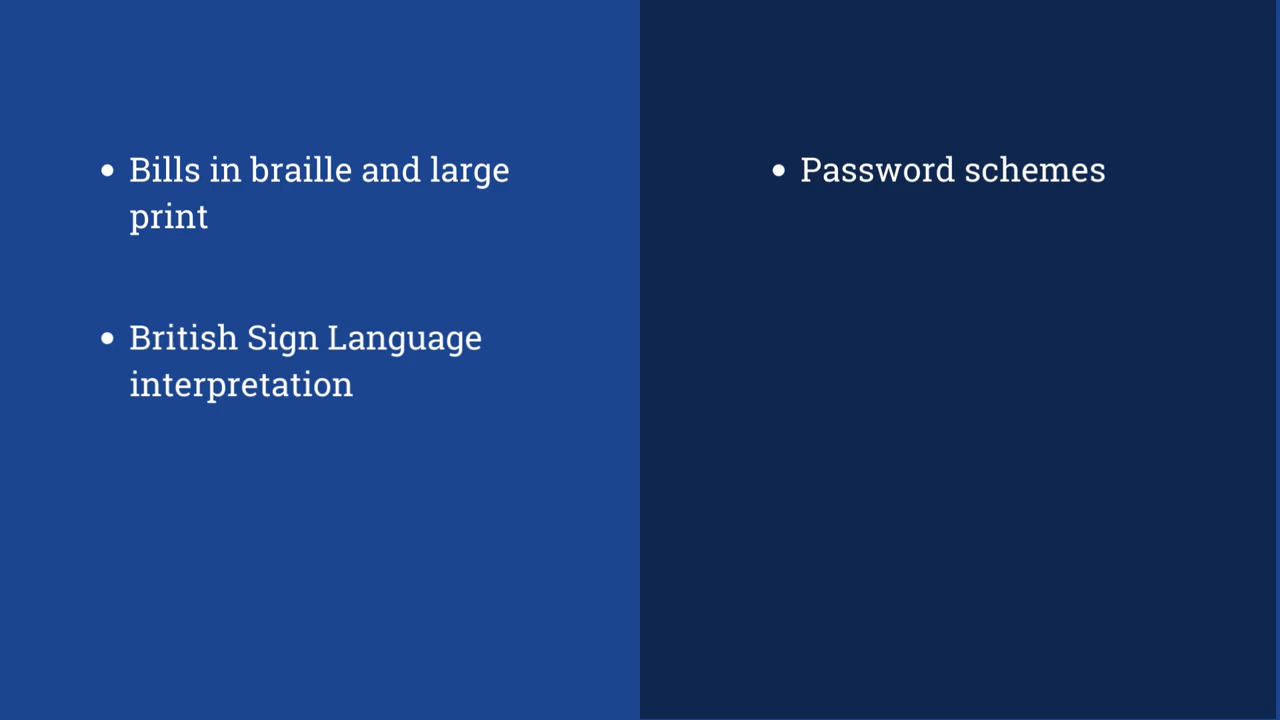 • Bills in braille and large
print
• British Sign Language
interpretation
• Password schemes